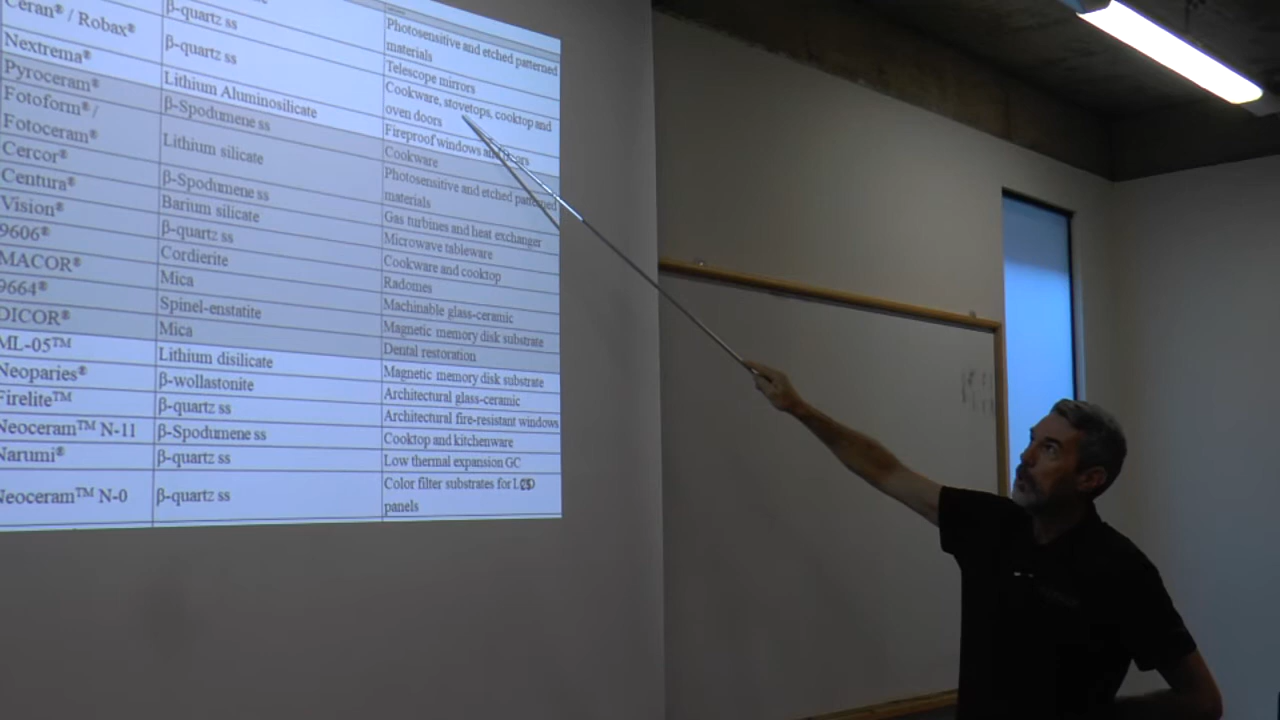 β-quartz ss
Photosensitive and etched patterned
materials
Ceran® / Robax®
β-quartz ss
Telescope mirrors
Nextrema®
Lithium Aluminosilicate
Cookware, stovetops, cooktop and
oven doors
Pyroceram®
β-Spodumene ss
Fireproof windows and
Fotoform® /
Fotoceram®
Lithium silicate
Cookware
Photosensitive and etched patterned
materials
Cercor®
β-Spodumene ss
Gas turbines and heat exchanger
Centura®
Barium silicate
Microwave tableware
Vision®
β-quartz ss
Cookware and cooktop
9606®
Cordierite
Radomes
MACOR®
Mica
Machinable glass-ceramic
9664®
Spinel-enstatite
Magnetic memory disk substrate
DICOR®
Mica
Dental restoration
ML-05™
Lithium disilicate
Magnetic memory disk substrate
Neoparies®
β-wollastonite
Architectural glass-ceramic
Firelite™
β-quartz ss
Architectural fire-resistant windows
Neoceram™ N-11
β-Spodumene ss
Cooktop and kitchenware
Narumi®
β-quartz ss
Low thermal expansion GC
Neoceram™ N-0
β-quartz ss
Color filter substrates for LCD
panels